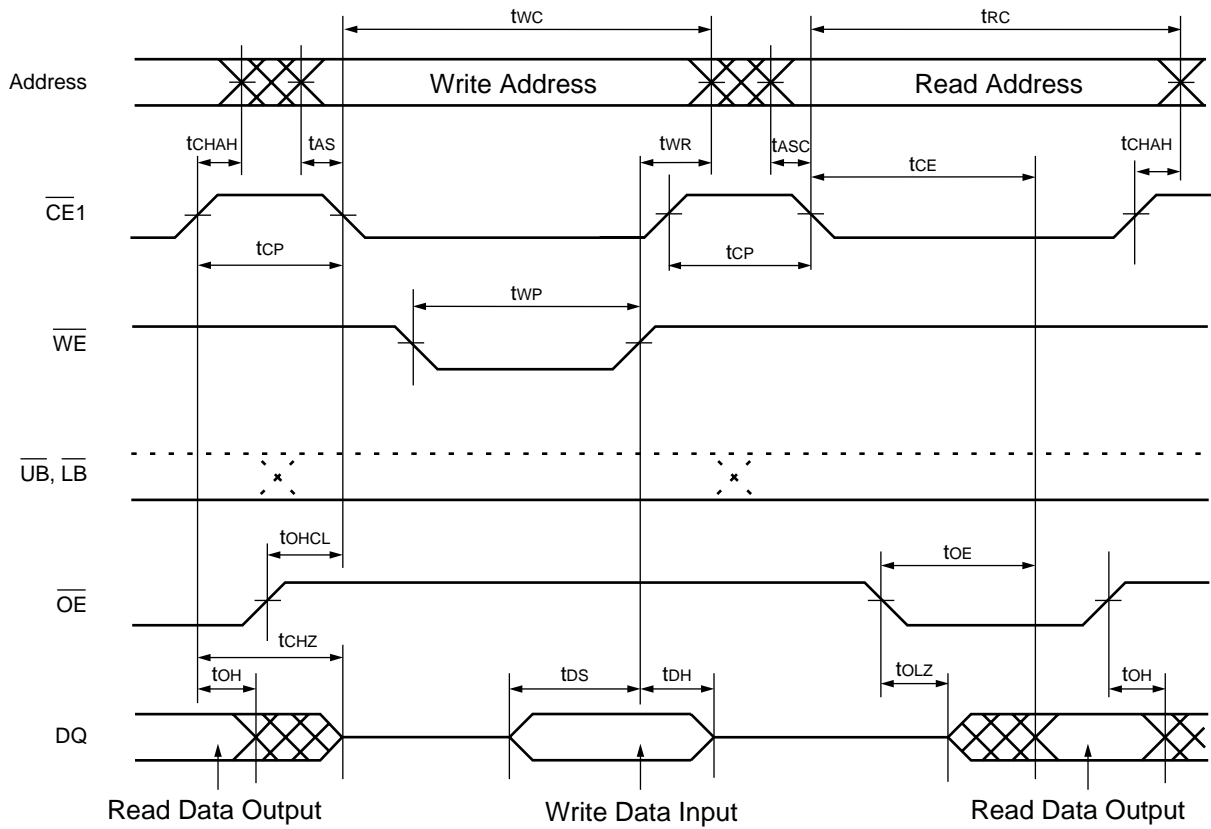 tWC tRC
Address Write Address Read Address
tCHAH tAS tWR tASC tCE tCHAH
CE1
tCP tCP
tWP
WE
UB, LB
tOHCL tOE
OE
tCHZ
tOH tDS tDH tOLZ tOH
DQ
Read Data Output Write Data Input Read Data Output